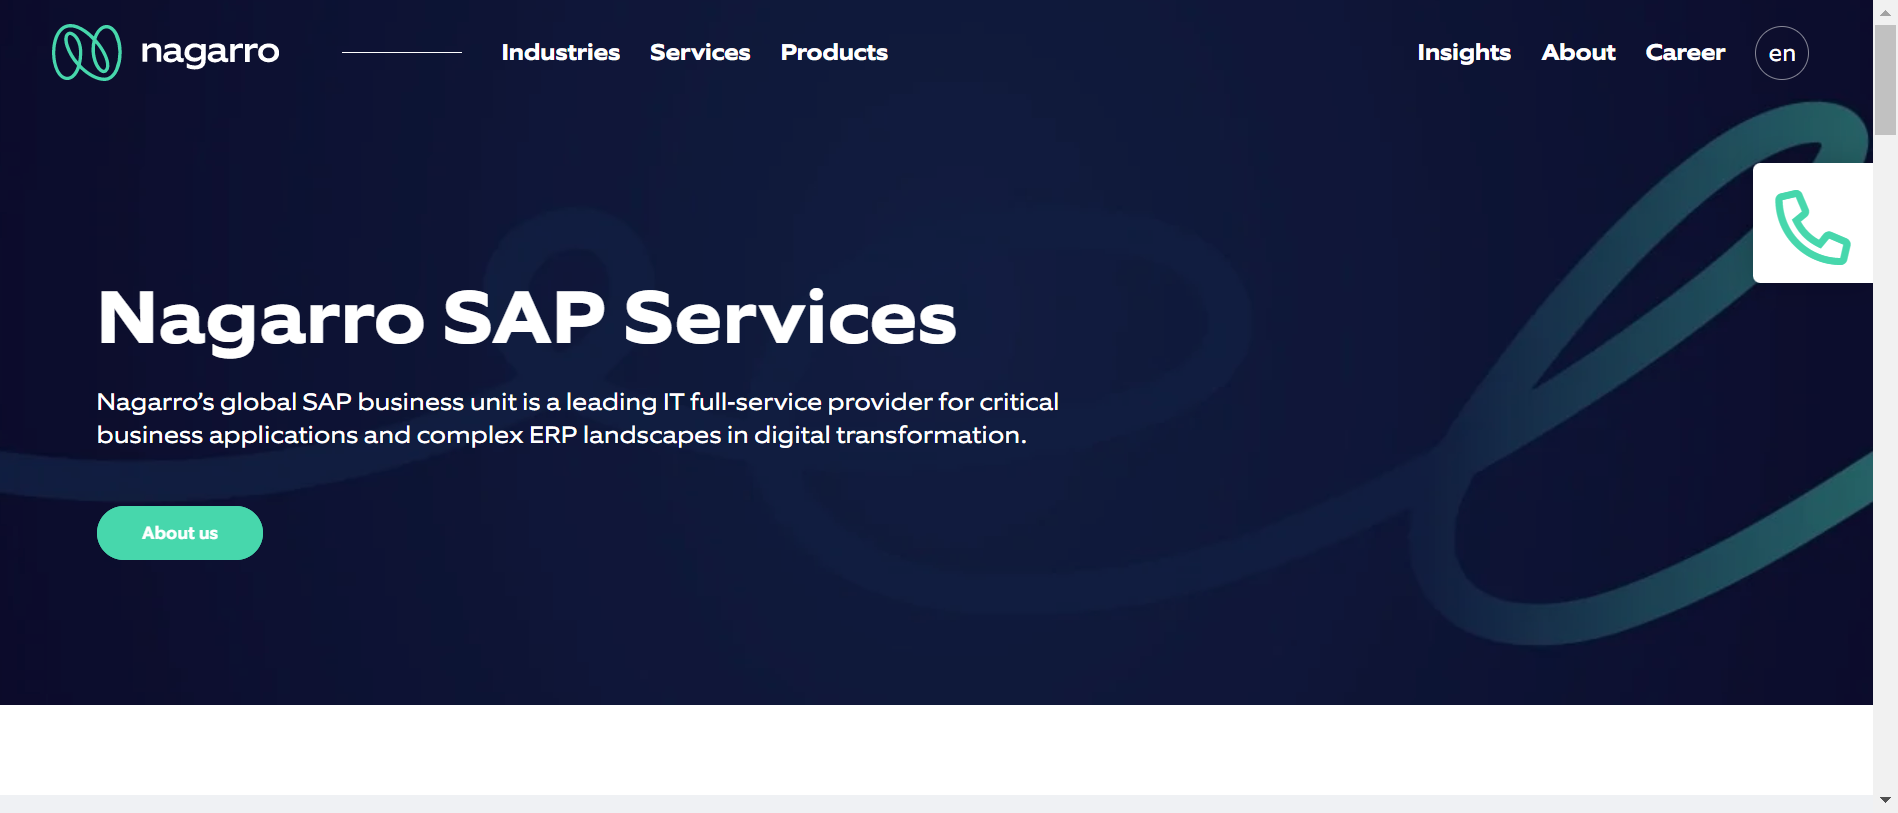 nagarro
Industries Services Products
Insights About Career en
Nagarro SAP Services
Nagarro’s global SAP business unit is a leading IT full-service provider for critical
business applications and complex ERP landscapes in digital transformation.
About us